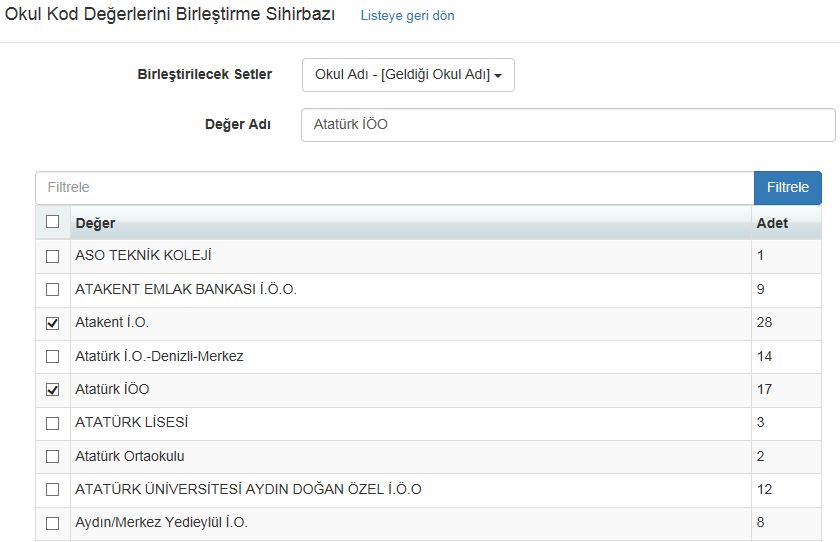 Okul Kod Değerlerini Birleştirme Sihirbazı Listeye geri dön
Birleştirilecek Setler Okul Adı - [Geldiği Okul Adı]
Değer Adı Atatürk İÖO
Filtrele Filtrele
Değer Adet
ASO TEKNİK KOLEJİ 1
ATAKENT EMLAK BANKASI İ.Ö.O. 9
Atakent İ.O. 28
Atatürk İ.O.-Denizli-Merkez 14
Atatürk İÖO 17
ATATÜRK LİSESİ 3
Atatürk Ortaokulu 2
ATATÜRK ÜNİVERSİTESİ AYDIN DOĞAN ÖZEL İ.Ö.O 12
Aydın/Merkez Yedieylül İ.O. 8